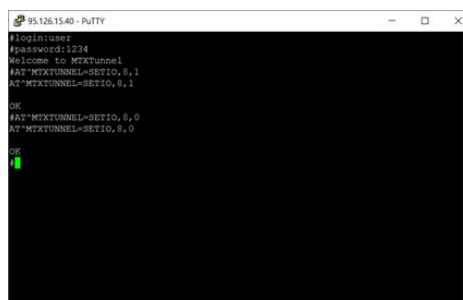 95.126.15.40 - PuTTY
#login:user
#password:1234
Welcome to MTXTunnel
#AT^MTXTUNNEL=SETIO,8,1
AT^MTXTUNNEL=SETIO,8,1
OK
#AT^MTXTUNNEL=SETIO,8,0
AT^MTXTUNNEL=SETIO,8,0
OK
#